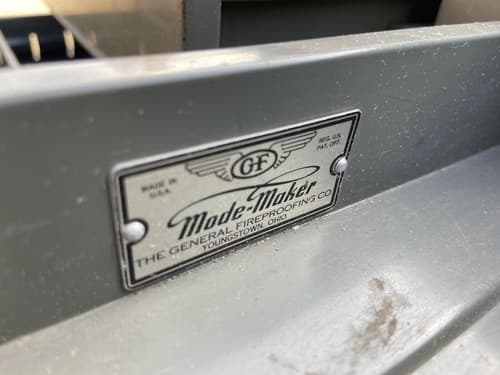 MADE IN
U.S.A.
GF
REG. U.S.
PAT. OFF.
Mode-Maker
THE GENERAL FIREPROOFING CO.
YOUNGSTOWN, OHIO